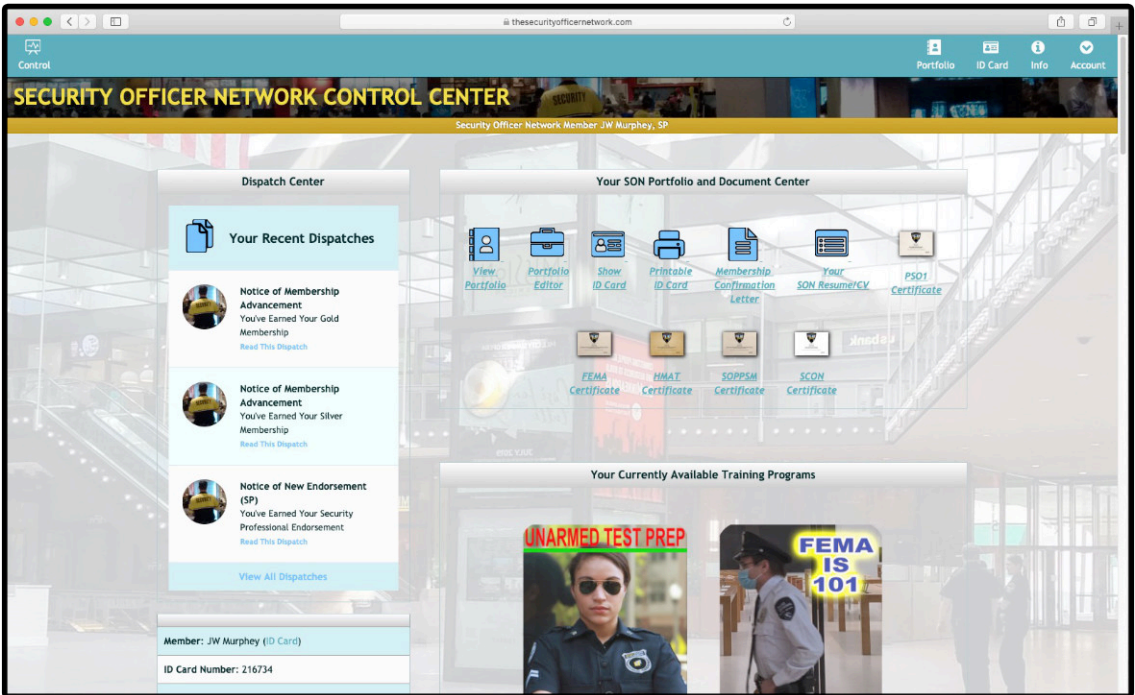 thesecurityofficernetwork.com
Control
Portfolio
ID Card
Info
Account
SECURITY OFFICER NETWORK CONTROL CENTER
SECURITY
Security Officer Network Member JW Murphey, SP
Dispatch Center
Your Recent Dispatches
Notice of Membership
Advancement
You've Earned Your Gold
Membership
Read This Dispatch
Notice of Membership
Advancement
You've Earned Your Silver
Membership
Read This Dispatch
Notice of New Endorsement
(SP)
You've Earned Your Security
Professional Endorsement
Read This Dispatch
View All Dispatches
Member: JW Murphey (ID Card)
ID Card Number: 216734
Your SON Portfolio and Document Center
View
Portfolio
Portfolio
Editor
Show
ID Card
Printable
ID Card
Membership
Confirmation
Letter
Your
SON Resume/CV
PSO1
Certificate
FEMA
Certificate
HMAT
Certificate
SOPPSM
Certificate
SCON
Certificate
Your Currently Available Training Programs
UNARMED TEST PREP
FEMA
IS
101